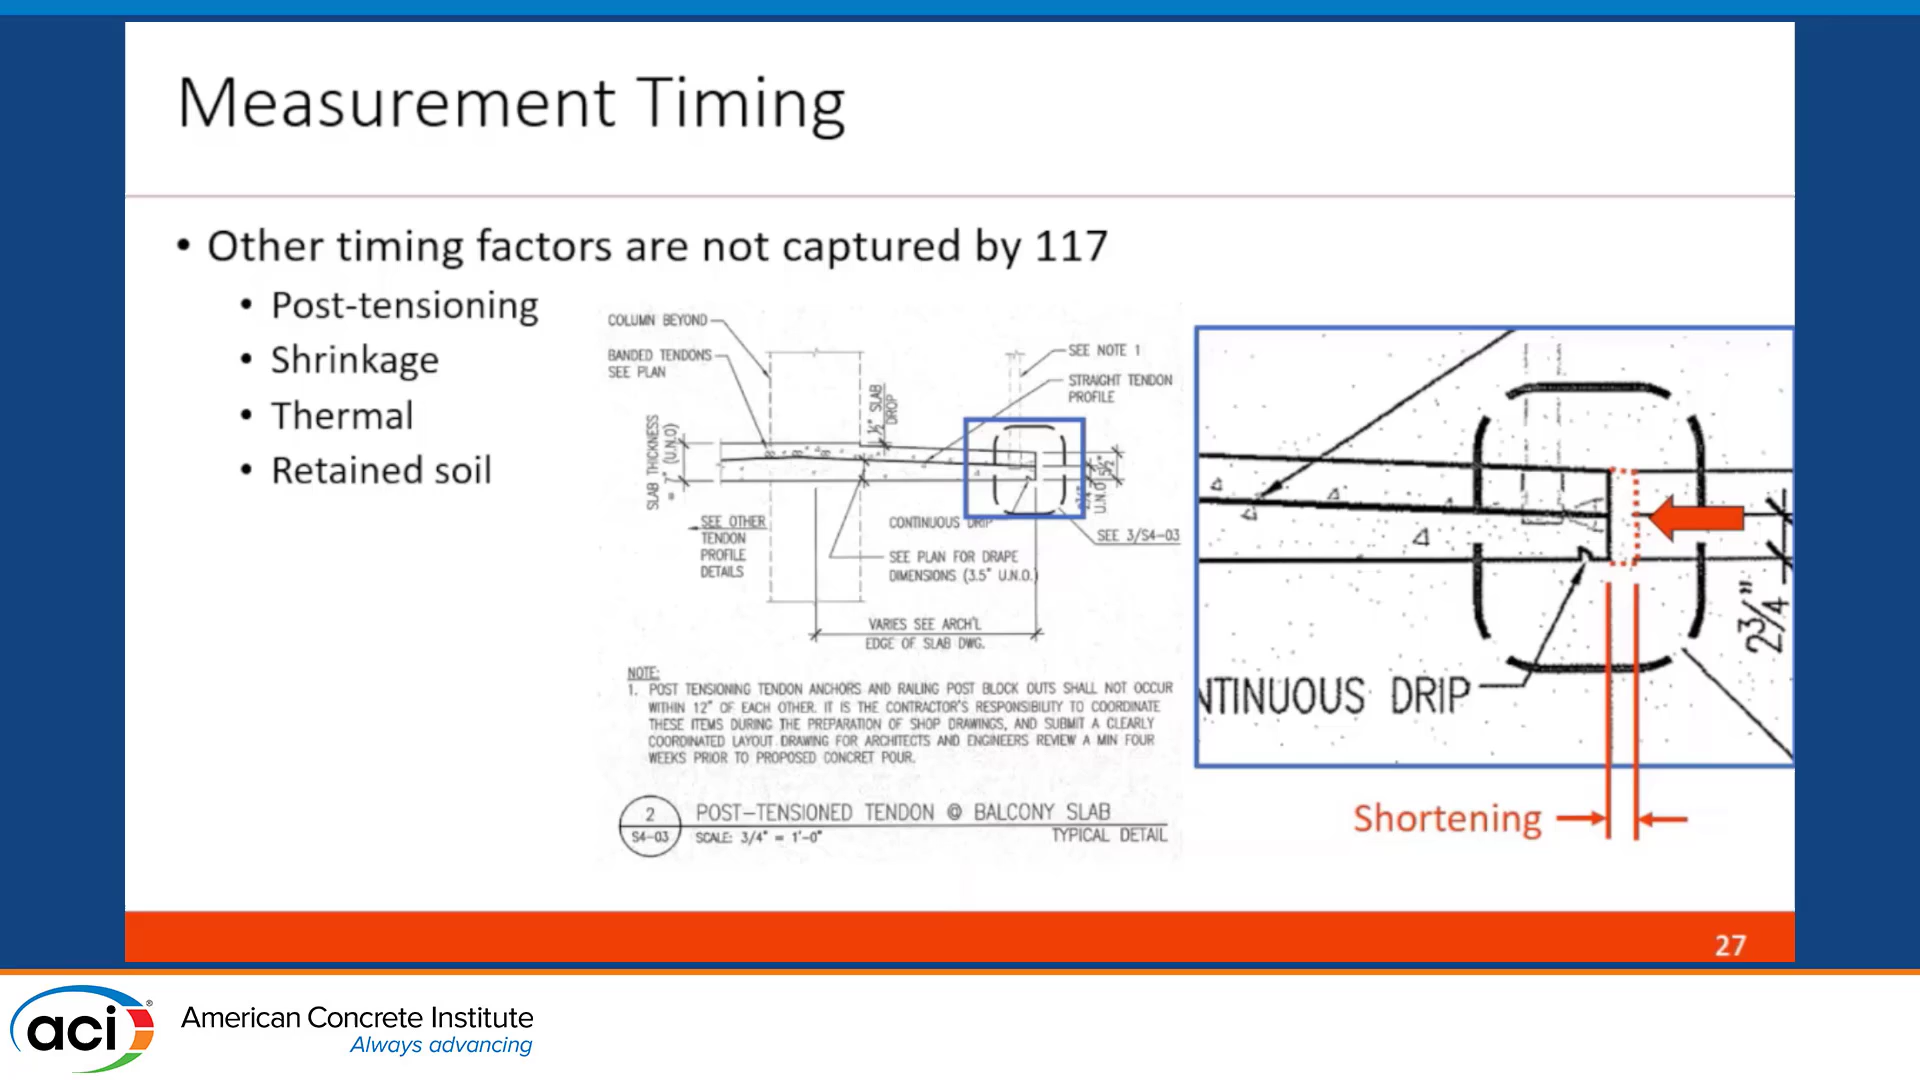 Measurement Timing
• Other timing factors are not captured by 117
• Post-tensioning
• Shrinkage
• Thermal
• Retained soil
COLUMN BEYOND
BANDED TENDONS
SEE PLAN
SLAB THICKNESS
= 7" (U.N.O)
1½" SLAB
DROP
SEE NOTE 1
STRAIGHT TENDON
PROFILE
5½"
U.N.O
SEE OTHER
TENDON
PROFILE
DETAILS
CONTINUOUS DRIP
SEE PLAN FOR DRAPE
DIMENSIONS (3.5" U.N.O.)
SEE 3/S4-03
VARIES SEE ARCH'L
EDGE OF SLAB DWG.
NOTE:
1. POST TENSIONING TENDON ANCHORS AND RAILING POST BLOCK OUTS SHALL NOT OCCUR
WITHIN 12" OF EACH OTHER. IT IS THE CONTRACTOR'S RESPONSIBILITY TO COORDINATE
THESE ITEMS DURING THE PREPARATION OF SHOP DRAWINGS, AND SUBMIT A CLEARLY
COORDINATED LAYOUT DRAWING FOR ARCHITECTS AND ENGINEERS REVIEW A MIN FOUR
WEEKS PRIOR TO PROPOSED CONCRET POUR.
2
S4-03
POST-TENSIONED TENDON @ BALCONY SLAB
SCALE: 3/4" = 1'-0"
TYPICAL DETAIL
NTINUOUS DRIP
2¾"
Shortening
27
aci®
American Concrete Institute
Always advancing